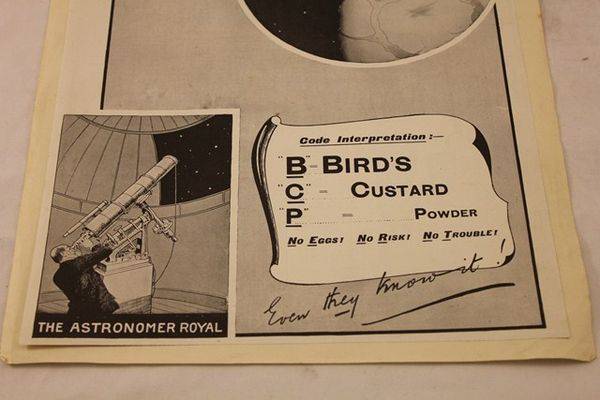 Code Interpretation :—
"B" = BIRD'S
"C" = CUSTARD
"P" = POWDER
NO EGGS! NO RISK! NO TROUBLE!
Even they know it !
THE ASTRONOMER ROYAL